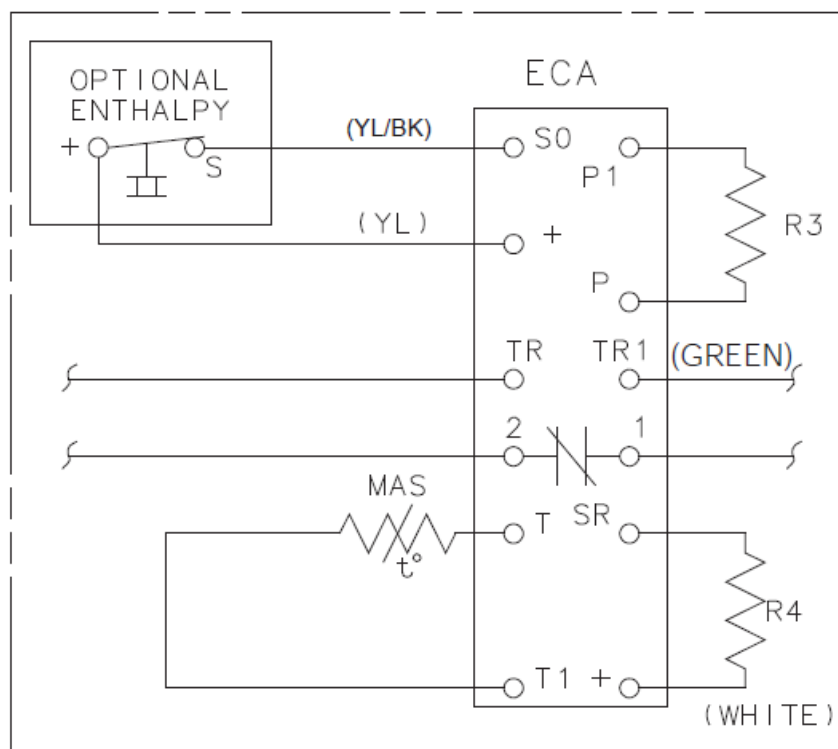 OPTIONAL
ENTHALPY
ECA
+
S
(YL/BK)
S0
P1
R3
(YL)
+
P
TR
TR1
(GREEN)
2
1
MAS
t°
T
SR
R4
T1
+
(WHITE)